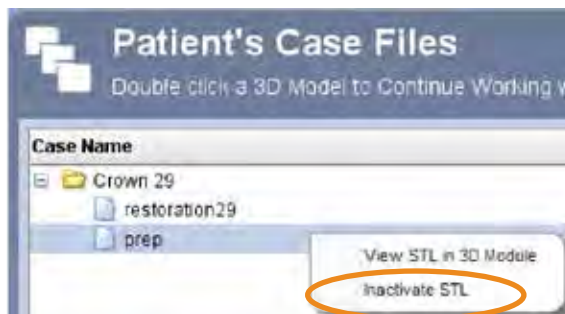 Patient's Case Files
Double click a 3D Model to Continue Working w
Case Name
Crown 29
restoration29
prep
View STL in 3D Module
Inactivate STL